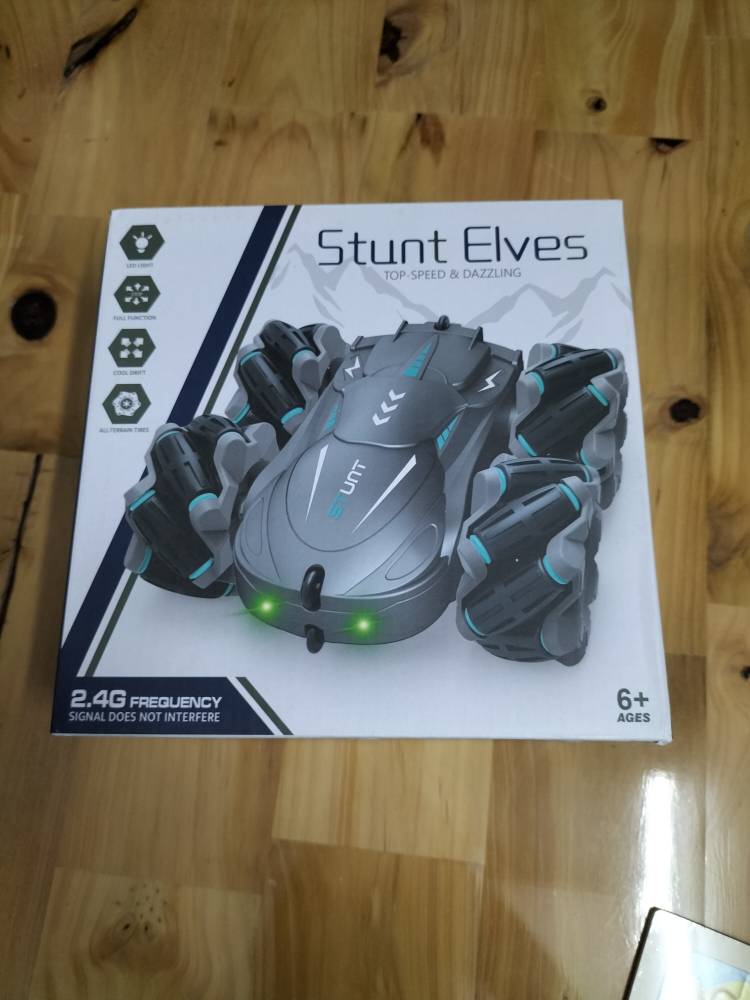 Stunt Elves
TOP-SPEED & DAZZLING
LED LIGHT
FULL FUNCTION
COOL DRIFT
ALL-TERRAIN TIRES
STUNT
2.4G FREQUENCY
SIGNAL DOES NOT INTERFERE
6+
AGES